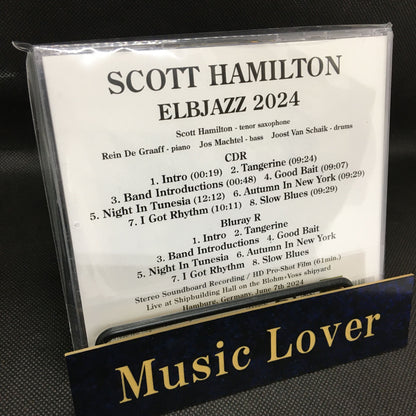 SCOTT HAMILTON
ELBJAZZ 2024
Scott Hamilton - tenor saxophone
Rein De Graaff - piano Jos Machtel - bass Joost Van Schaik - drums
CDR
1. Intro (00:19) 2. Tangerine (09:24)
3. Band Introductions (00:48) 4. Good Bait (09:07)
5. Night In Tunesia (12:12) 6. Autumn In New York (09:29)
7. I Got Rhythm (10:11) 8. Slow Blues (09:29)
Bluray R
1. Intro 2. Tangerine
3. Band Introductions 4. Good Bait
5. Night In Tunesia 6. Autumn In New York
7. I Got Rhythm 8. Slow Blues
Stereo Soundboard Recording / HD Pro-Shot Film (61min.)
Live at Shipbuilding Hall on the Blohm+Voss shipyard
Hamburg, Germany, June 7th 2024
Music Lover